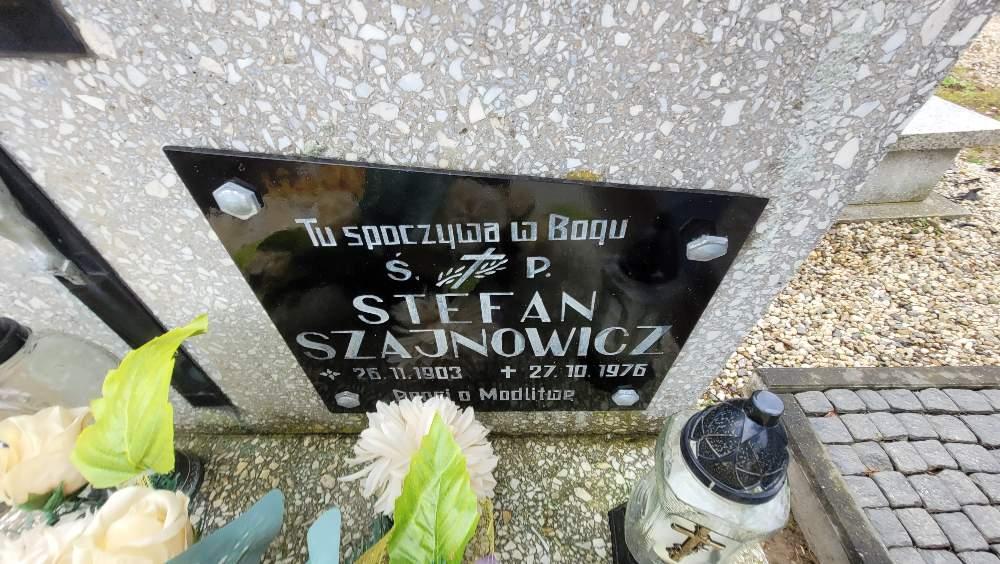 Tu spoczywa w Bogu
Ś. P.
STEFAN
SZAJNOWICZ
* 26.11.1903 + 27.10.1976
Prosi o Modlitwę